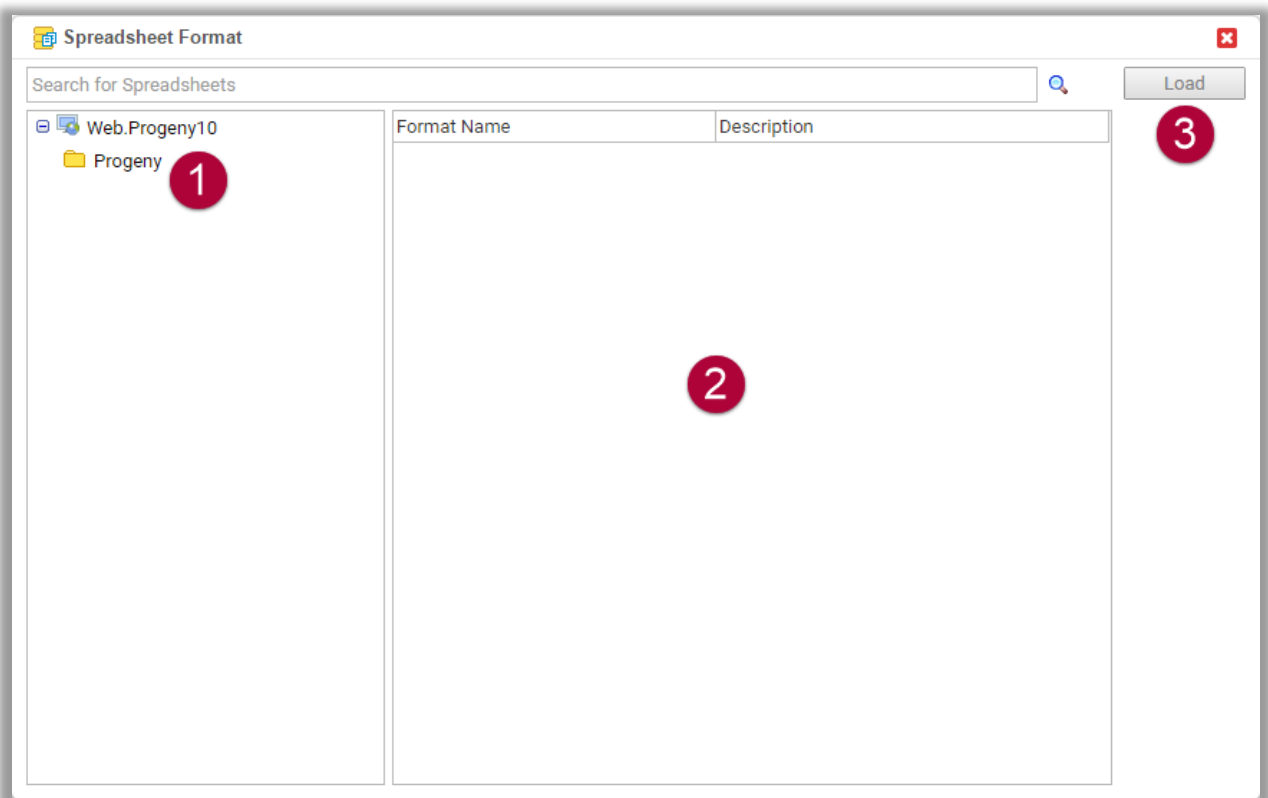 Spreadsheet Format
Search for Spreadsheets
Load
Web.Progeny10
Format Name Description
3
Progeny
1
2